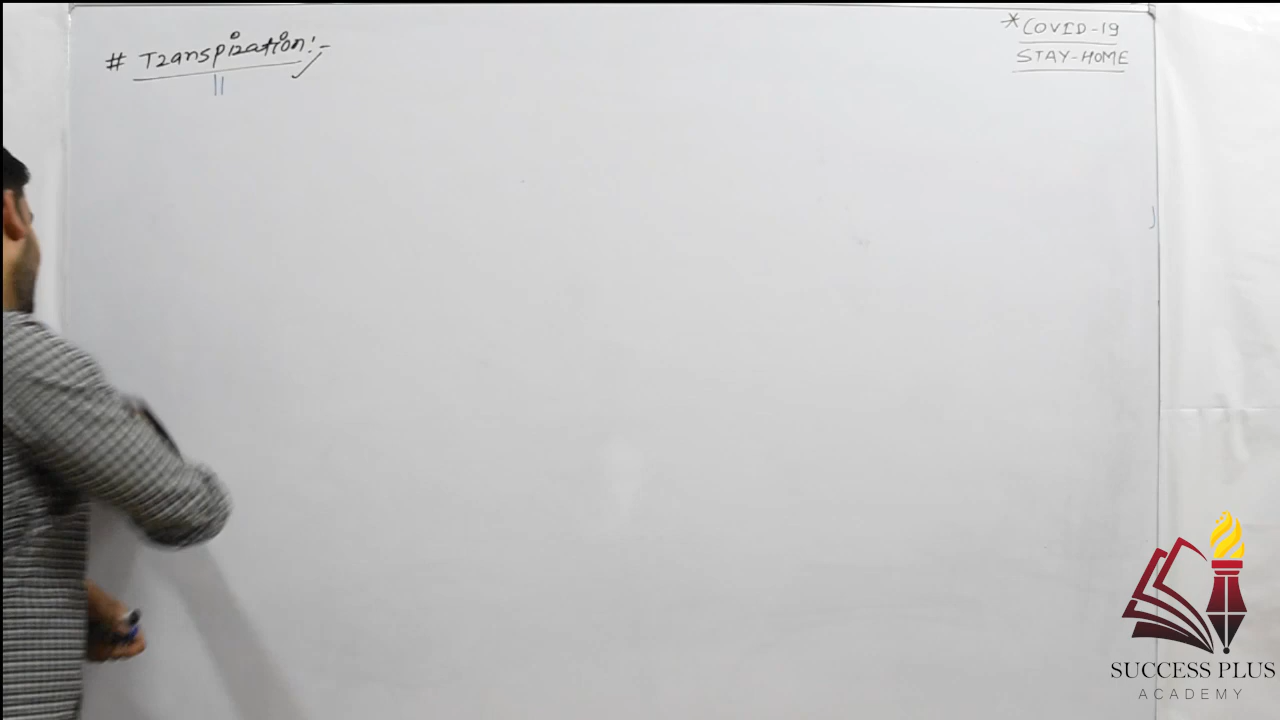 # Transpiration:-
*COVID-19
STAY-HOME
SUCCESS PLUS
ACADEMY